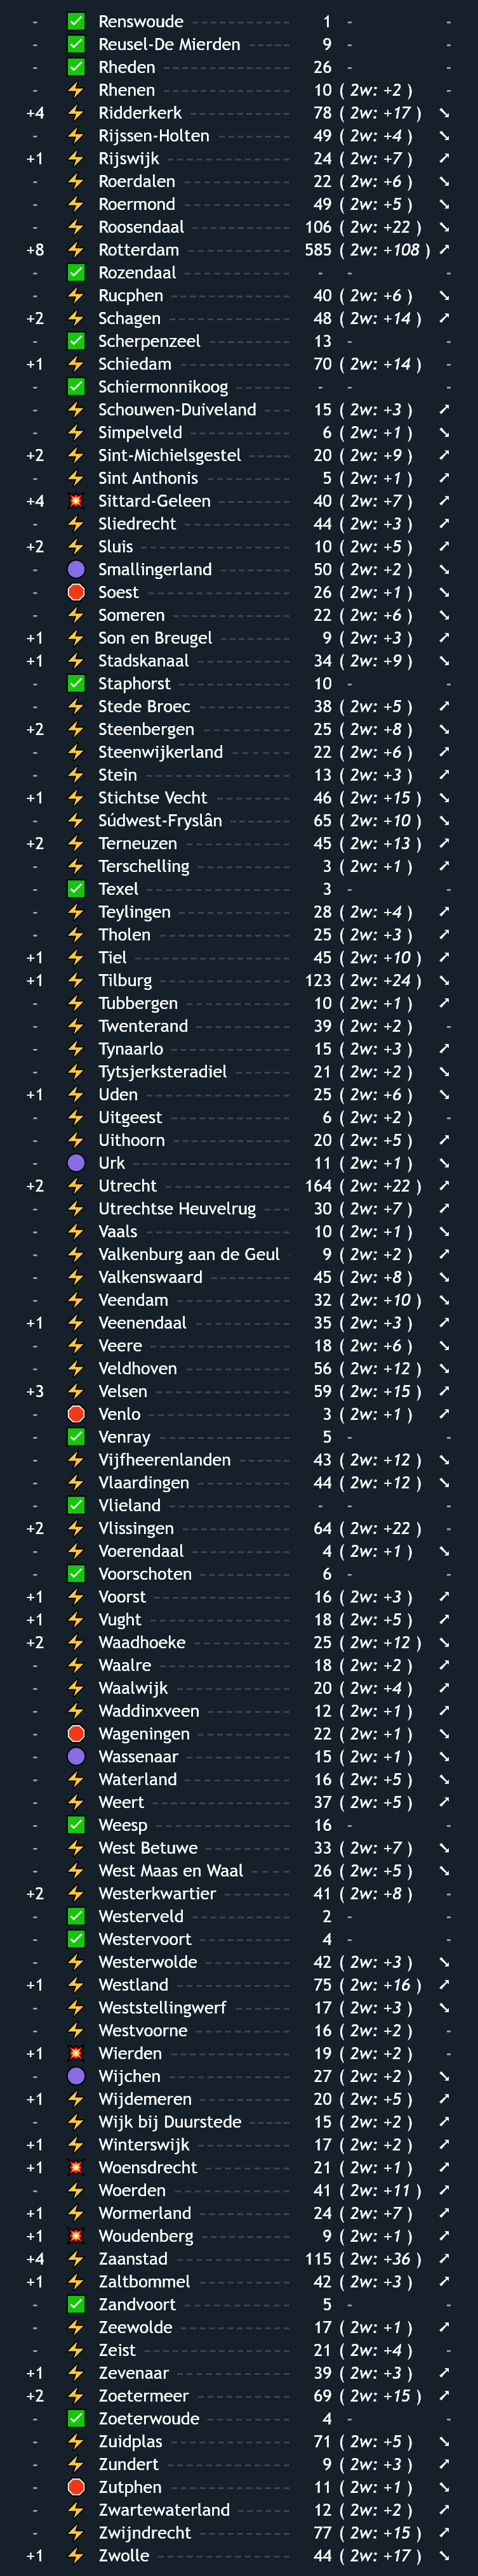 - ✅ Renswoude 1 - -
- ✅ Reusel-De Mierden 9 - -
- ✅ Rheden 26 - -
- ⚡ Rhenen 10 ( 2w: +2 ) -
+4 ⚡ Ridderkerk 78 ( 2w: +17 ) ↘
- ⚡ Rijssen-Holten 49 ( 2w: +4 ) ↘
+1 ⚡ Rijswijk 24 ( 2w: +7 ) ↗
- ⚡ Roerdalen 22 ( 2w: +6 ) ↘
- ⚡ Roermond 49 ( 2w: +5 ) ↘
- ⚡ Roosendaal 106 ( 2w: +22 ) ↘
+8 ⚡ Rotterdam 585 ( 2w: +108 ) ↗
- ✅ Rozendaal - - -
- ⚡ Rucphen 40 ( 2w: +6 ) ↘
+2 ⚡ Schagen 48 ( 2w: +14 ) ↗
- ✅ Scherpenzeel 13 - -
+1 ⚡ Schiedam 70 ( 2w: +14 ) -
- ✅ Schiermonnikoog - - -
- ⚡ Schouwen-Duiveland 15 ( 2w: +3 ) ↗
- ⚡ Simpelveld 6 ( 2w: +1 ) ↘
+2 ⚡ Sint-Michielsgestel 20 ( 2w: +9 ) ↗
- ⚡ Sint Anthonis 5 ( 2w: +1 ) ↗
+4 💥 Sittard-Geleen 40 ( 2w: +7 ) ↗
- ⚡ Sliedrecht 44 ( 2w: +3 ) ↗
+2 ⚡ Sluis 10 ( 2w: +5 ) ↗
- 🟣 Smallingerland 50 ( 2w: +2 ) ↘
- 🛑 Soest 26 ( 2w: +1 ) ↘
- ⚡ Someren 22 ( 2w: +6 ) ↘
+1 ⚡ Son en Breugel 9 ( 2w: +3 ) ↗
+1 ⚡ Stadskanaal 34 ( 2w: +9 ) ↘
- ✅ Staphorst 10 - -
- ⚡ Stede Broec 38 ( 2w: +5 ) ↗
+2 ⚡ Steenbergen 25 ( 2w: +8 ) ↘
- ⚡ Steenwijkerland 22 ( 2w: +6 ) ↗
- ⚡ Stein 13 ( 2w: +3 ) ↗
+1 ⚡ Stichtse Vecht 46 ( 2w: +15 ) ↘
- ⚡ Súdwest-Fryslân 65 ( 2w: +10 ) ↘
+2 ⚡ Terneuzen 45 ( 2w: +13 ) ↗
- ⚡ Terschelling 3 ( 2w: +1 ) ↗
- ✅ Texel 3 - -
- ⚡ Teylingen 28 ( 2w: +4 ) ↗
- ⚡ Tholen 25 ( 2w: +3 ) ↗
+1 ⚡ Tiel 45 ( 2w: +10 ) ↗
+1 ⚡ Tilburg 123 ( 2w: +24 ) ↘
- ⚡ Tubbergen 10 ( 2w: +1 ) ↗
- ⚡ Twenterand 39 ( 2w: +2 ) -
- ⚡ Tynaarlo 15 ( 2w: +3 ) ↗
- ⚡ Tytsjerksteradiel 21 ( 2w: +2 ) ↘
+1 ⚡ Uden 25 ( 2w: +6 ) ↘
- ⚡ Uitgeest 6 ( 2w: +2 ) -
- ⚡ Uithoorn 20 ( 2w: +5 ) ↗
- 🟣 Urk 11 ( 2w: +1 ) ↘
+2 ⚡ Utrecht 164 ( 2w: +22 ) ↗
- ⚡ Utrechtse Heuvelrug 30 ( 2w: +7 ) ↗
- ⚡ Vaals 10 ( 2w: +1 ) ↘
- ⚡ Valkenburg aan de Geul 9 ( 2w: +2 ) ↗
- ⚡ Valkenswaard 45 ( 2w: +8 ) ↘
- ⚡ Veendam 32 ( 2w: +10 ) ↘
+1 ⚡ Veenendaal 35 ( 2w: +3 ) ↗
- ⚡ Veere 18 ( 2w: +6 ) ↘
- ⚡ Veldhoven 56 ( 2w: +12 ) ↘
+3 ⚡ Velsen 59 ( 2w: +15 ) ↗
- 🛑 Venlo 3 ( 2w: +1 ) ↗
- ✅ Venray 5 - -
- ⚡ Vijfheerenlanden 43 ( 2w: +12 ) ↘
- ⚡ Vlaardingen 44 ( 2w: +12 ) ↘
- ✅ Vlieland - - -
+2 ⚡ Vlissingen 64 ( 2w: +22 ) -
- ⚡ Voerendaal 4 ( 2w: +1 ) ↘
- ✅ Voorschoten 6 - -
+1 ⚡ Voorst 16 ( 2w: +3 ) ↗
+1 ⚡ Vught 18 ( 2w: +5 ) ↗
+2 ⚡ Waadhoeke 25 ( 2w: +12 ) ↘
- ⚡ Waalre 18 ( 2w: +2 ) ↗
- ⚡ Waalwijk 20 ( 2w: +4 ) ↗
- ⚡ Waddinxveen 12 ( 2w: +1 ) ↗
- 🛑 Wageningen 22 ( 2w: +1 ) ↘
- 🟣 Wassenaar 15 ( 2w: +1 ) ↘
- ⚡ Waterland 16 ( 2w: +5 ) ↘
- ⚡ Weert 37 ( 2w: +5 ) ↗
- ✅ Weesp 16 - -
- ⚡ West Betuwe 33 ( 2w: +7 ) ↘
- ⚡ West Maas en Waal 26 ( 2w: +5 ) ↘
+2 ⚡ Westerkwartier 41 ( 2w: +8 ) -
- ✅ Westerveld 2 - -
- ✅ Westervoort 4 - -
- ⚡ Westerwolde 42 ( 2w: +3 ) ↘
+1 ⚡ Westland 75 ( 2w: +16 ) ↗
- ⚡ Weststellingwerf 17 ( 2w: +3 ) ↘
- ⚡ Westvoorne 16 ( 2w: +2 ) -
+1 💥 Wierden 19 ( 2w: +2 ) -
- 🟣 Wijchen 27 ( 2w: +2 ) ↘
+1 ⚡ Wijdemeren 20 ( 2w: +5 ) ↗
- ⚡ Wijk bij Duurstede 15 ( 2w: +2 ) ↗
+1 ⚡ Winterswijk 17 ( 2w: +2 ) ↗
+1 💥 Woensdrecht 21 ( 2w: +1 ) ↗
- ⚡ Woerden 41 ( 2w: +11 ) ↗
+1 ⚡ Wormerland 24 ( 2w: +7 ) ↗
+1 💥 Woudenberg 9 ( 2w: +1 ) ↗
+4 ⚡ Zaanstad 115 ( 2w: +36 ) ↗
+1 ⚡ Zaltbommel 42 ( 2w: +3 ) ↗
- ✅ Zandvoort 5 - -
- ⚡ Zeewolde 17 ( 2w: +1 ) ↗
- ⚡ Zeist 21 ( 2w: +4 ) -
+1 ⚡ Zevenaar 39 ( 2w: +3 ) ↗
+2 ⚡ Zoetermeer 69 ( 2w: +15 ) ↗
- ✅ Zoeterwoude 4 - -
- ⚡ Zuidplas 71 ( 2w: +5 ) ↘
- ⚡ Zundert 9 ( 2w: +3 ) ↗
- 🛑 Zutphen 11 ( 2w: +1 ) ↘
- ⚡ Zwartewaterland 12 ( 2w: +2 ) ↗
- ⚡ Zwijndrecht 77 ( 2w: +15 ) ↗
+1 ⚡ Zwolle 44 ( 2w: +17 ) ↘